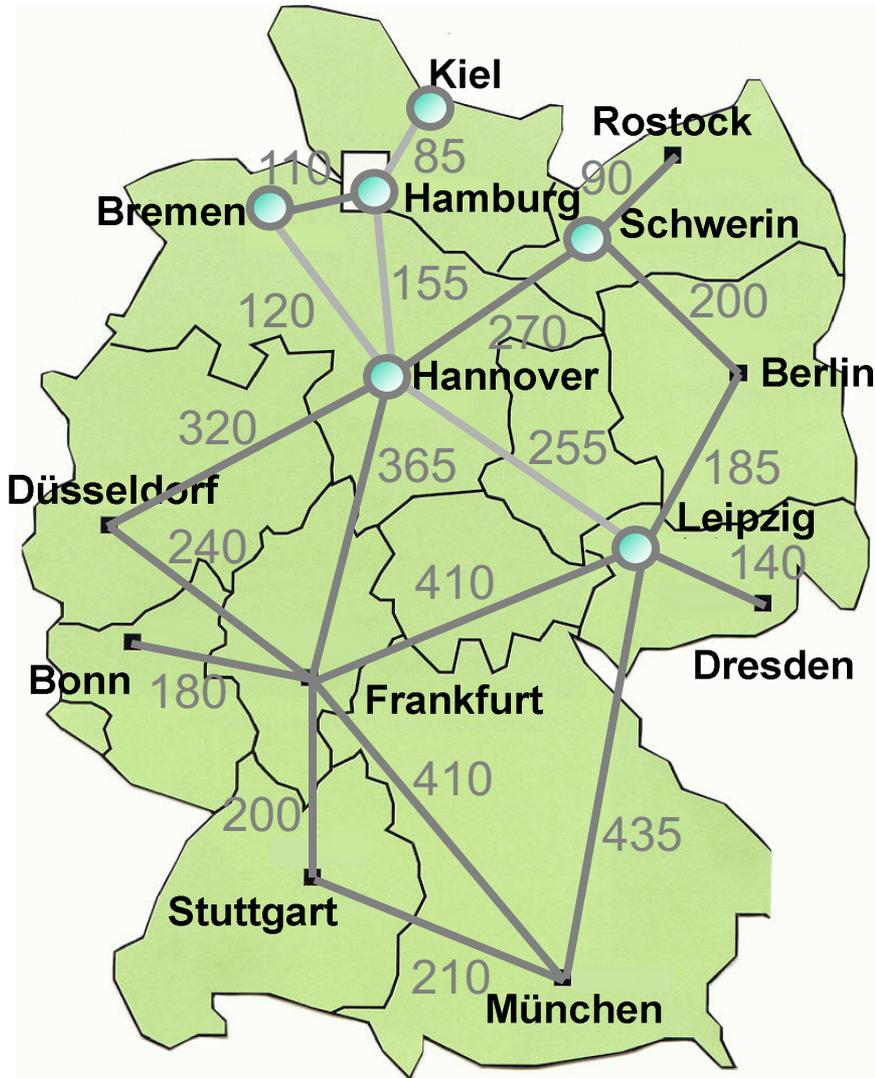 Kiel
Rostock
110
85
90
Bremen
Hamburg
Schwerin
155
200
120
270
Hannover
Berlin
320
255
365
185
Düsseldorf
Leipzig
240
140
410
Bonn
180
Dresden
Frankfurt
410
200
435
Stuttgart
210
München